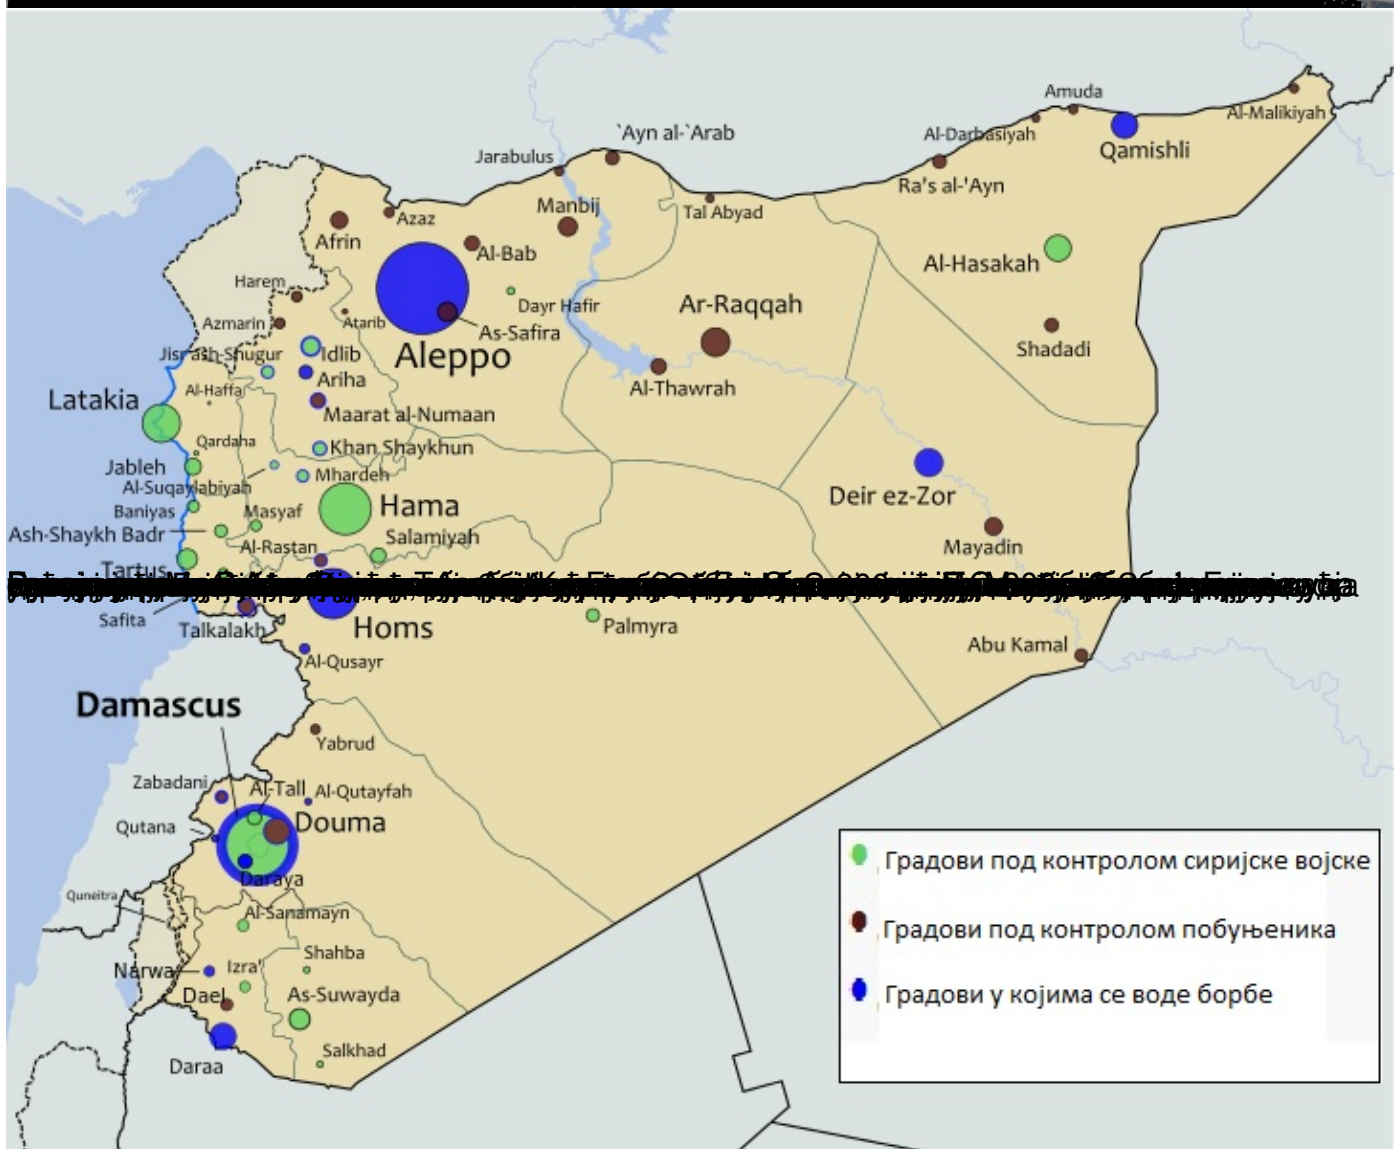 Amuda
Al-Malikiyah
`Ayn al-`Arab
Al-Darbasiyah
Qamishli
Jarabulus
Ra's al-'Ayn
Manbij
Tal Abyad
Azaz
Afrin
Al-Bab
Al-Hasakah
Harem
Dayr Hafir
Ar-Raqqah
Azmarin
Atarib
As-Safira
Shadadi
Jisr ash-Shugur
Idlib
Aleppo
Ariha
Al-Thawrah
Al-Haffa
Latakia
Maarat al-Numaan
Qardaha
Khan Shaykhun
Jableh
Mhardeh
Al-Suqaylabiyah
Deir ez-Zor
Baniyas
Masyaf
Hama
Ash-Shaykh Badr
Salamiyah
Al-Rastan
Mayadin
Tartus
Safita
Talkalakh
Homs
Palmyra
Abu Kamal
Al-Qusayr
Damascus
Yabrud
Zabadani
Al-Tall
Al-Qutayfah
Qutana
Douma
Daraya
Quneitra
Al-Sanamayn
Shahba
Narwa
Izra'
Dael
As-Suwayda
Salkhad
Daraa
Градови под контролом сиријске војске
Градови под контролом побуњеника
Градови у којима се воде борбе